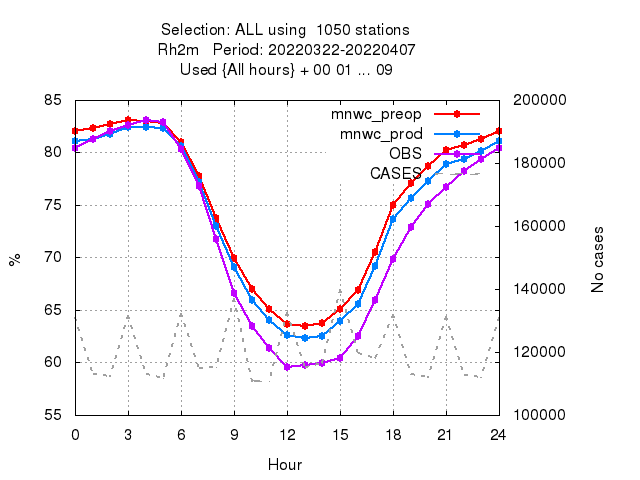 Selection: ALL using  1050 stations
Rh2m   Period: 20220322-20220407
Used {All hours} + 00 01 ... 09
mnwc_preop
mnwc_prod
OBS
CASES
85
80
75
70
65
60
55
%
200000
180000
160000
140000
120000
100000
No cases
0 3 6 9 12 15 18 21 24
Hour